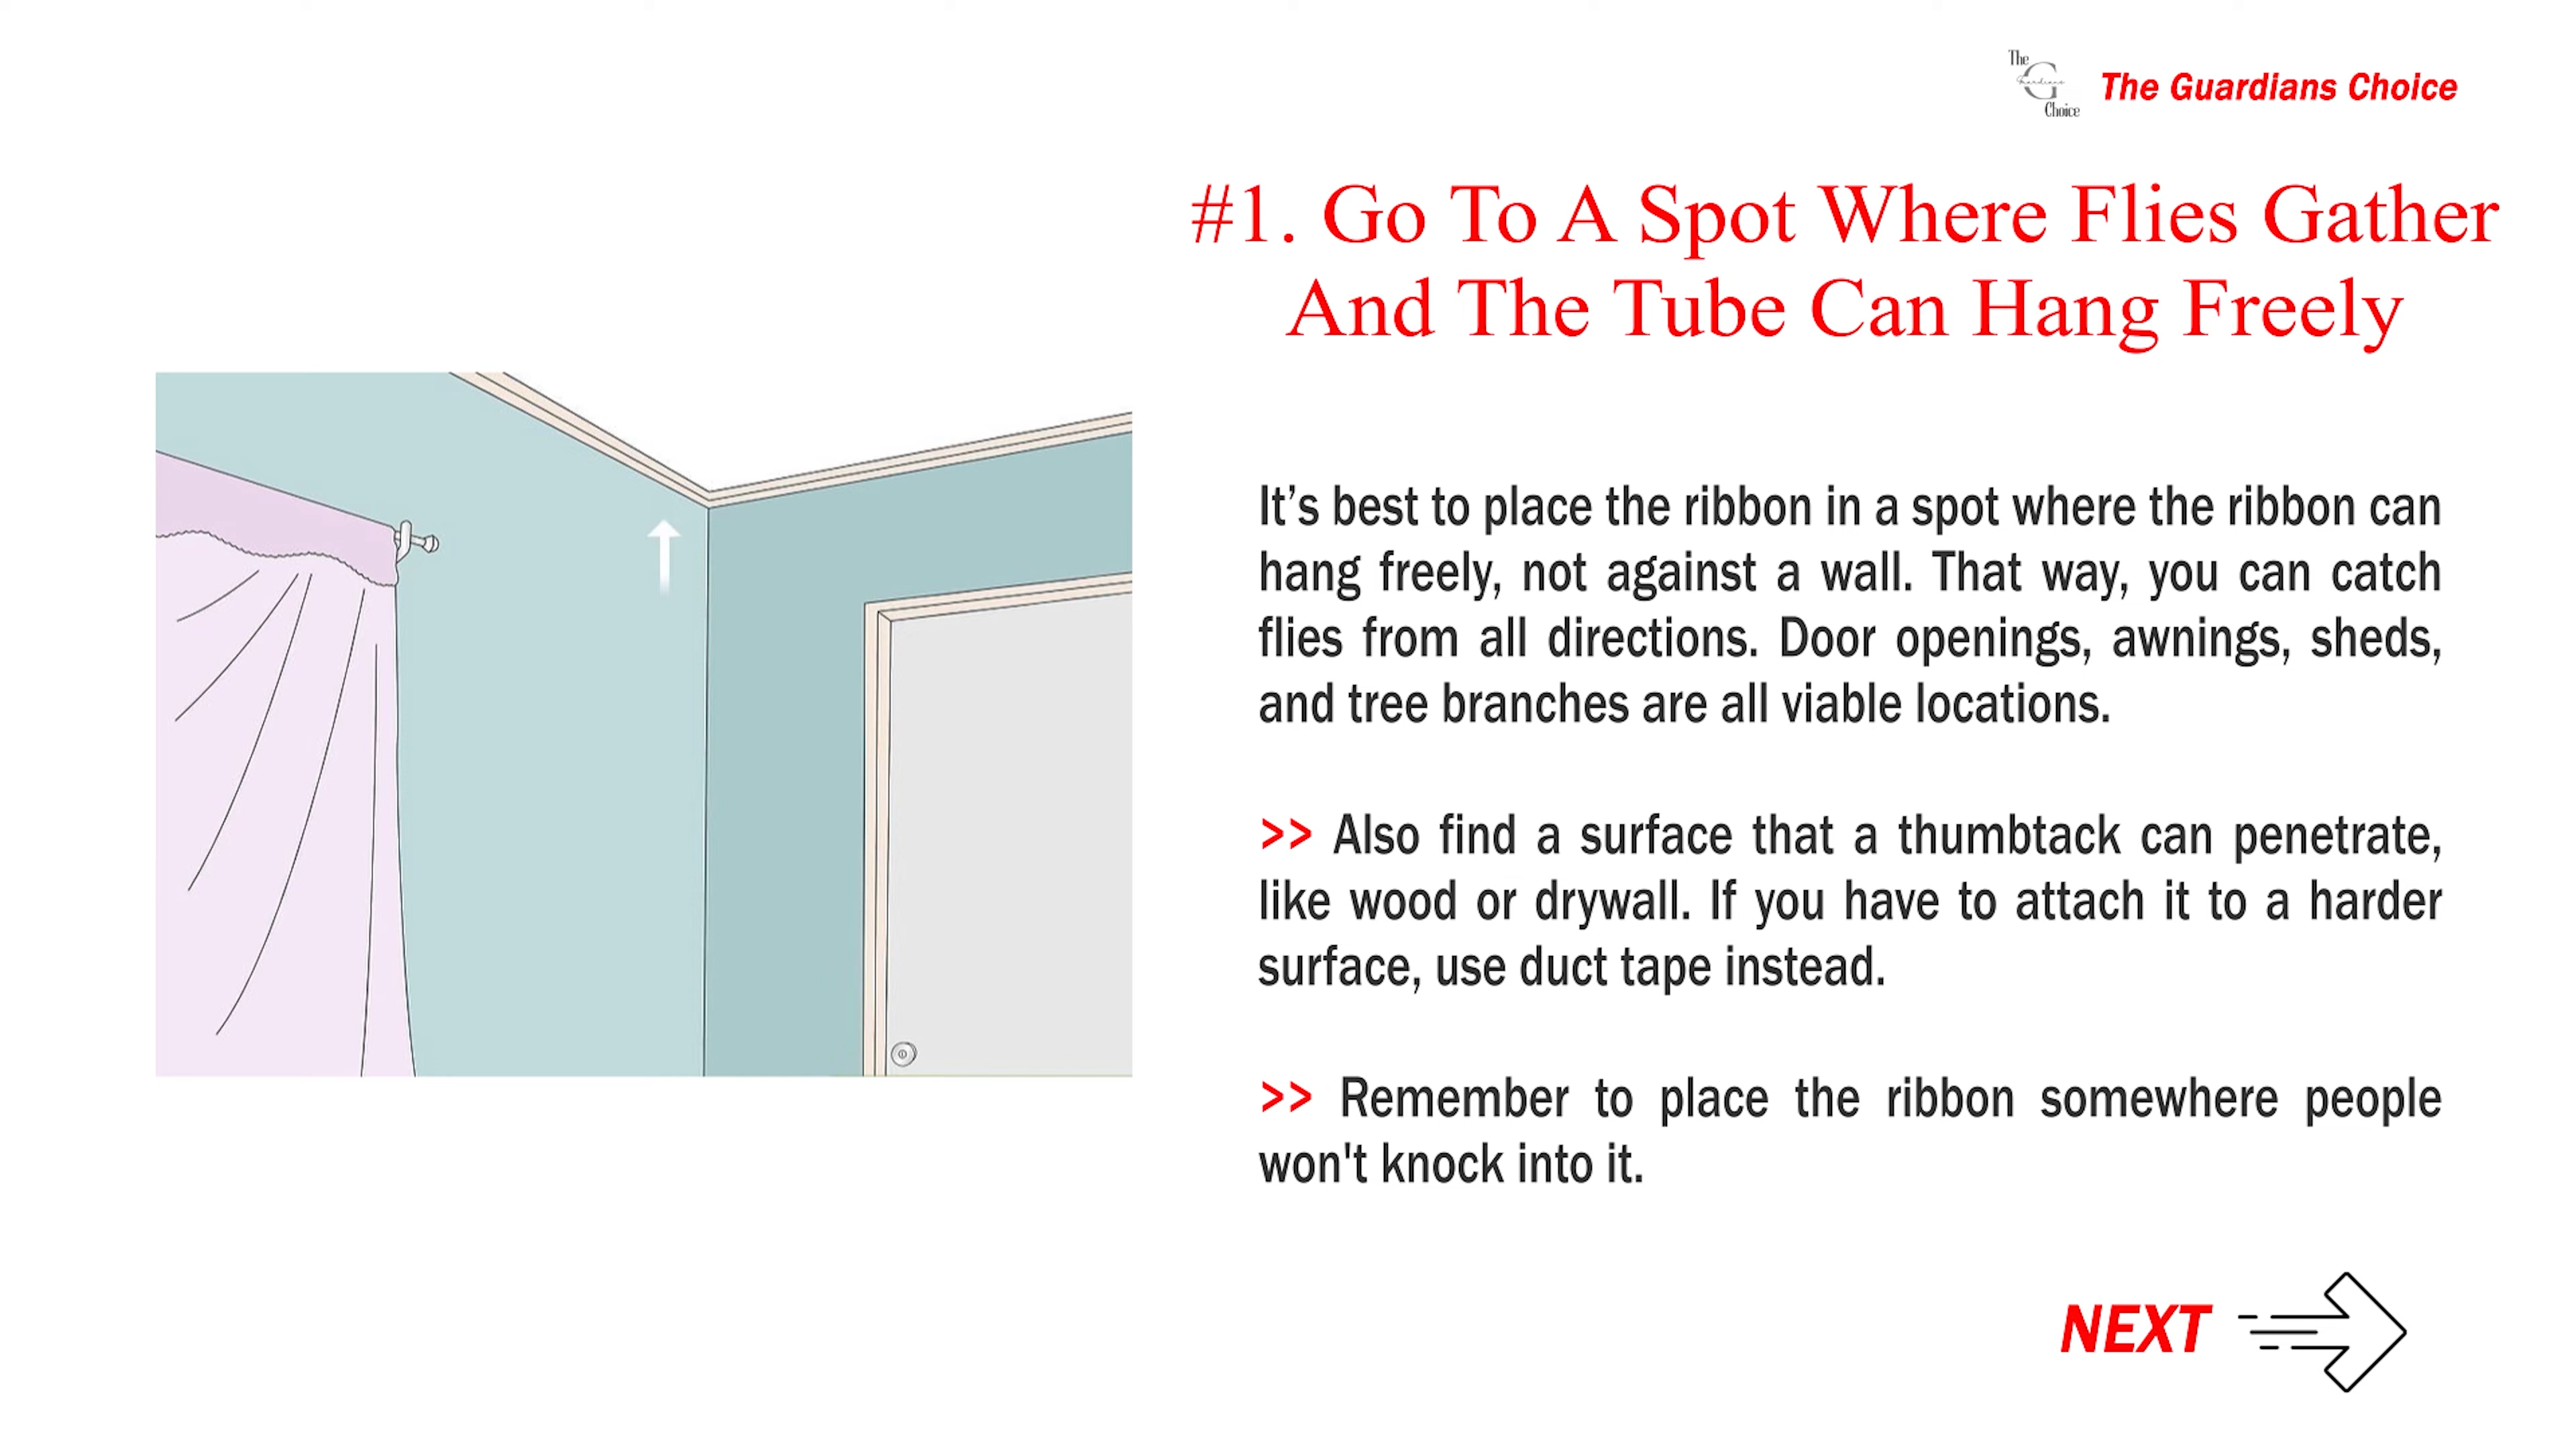 The
Guardians
G
Choice
The Guardians Choice
#1. Go To A Spot Where Flies Gather
And The Tube Can Hang Freely
It’s best to place the ribbon in a spot where the ribbon can
hang freely, not against a wall. That way, you can catch
flies from all directions. Door openings, awnings, sheds,
and tree branches are all viable locations.
>> Also find a surface that a thumbtack can penetrate,
like wood or drywall. If you have to attach it to a harder
surface, use duct tape instead.
>> Remember to place the ribbon somewhere people
won't knock into it.
NEXT